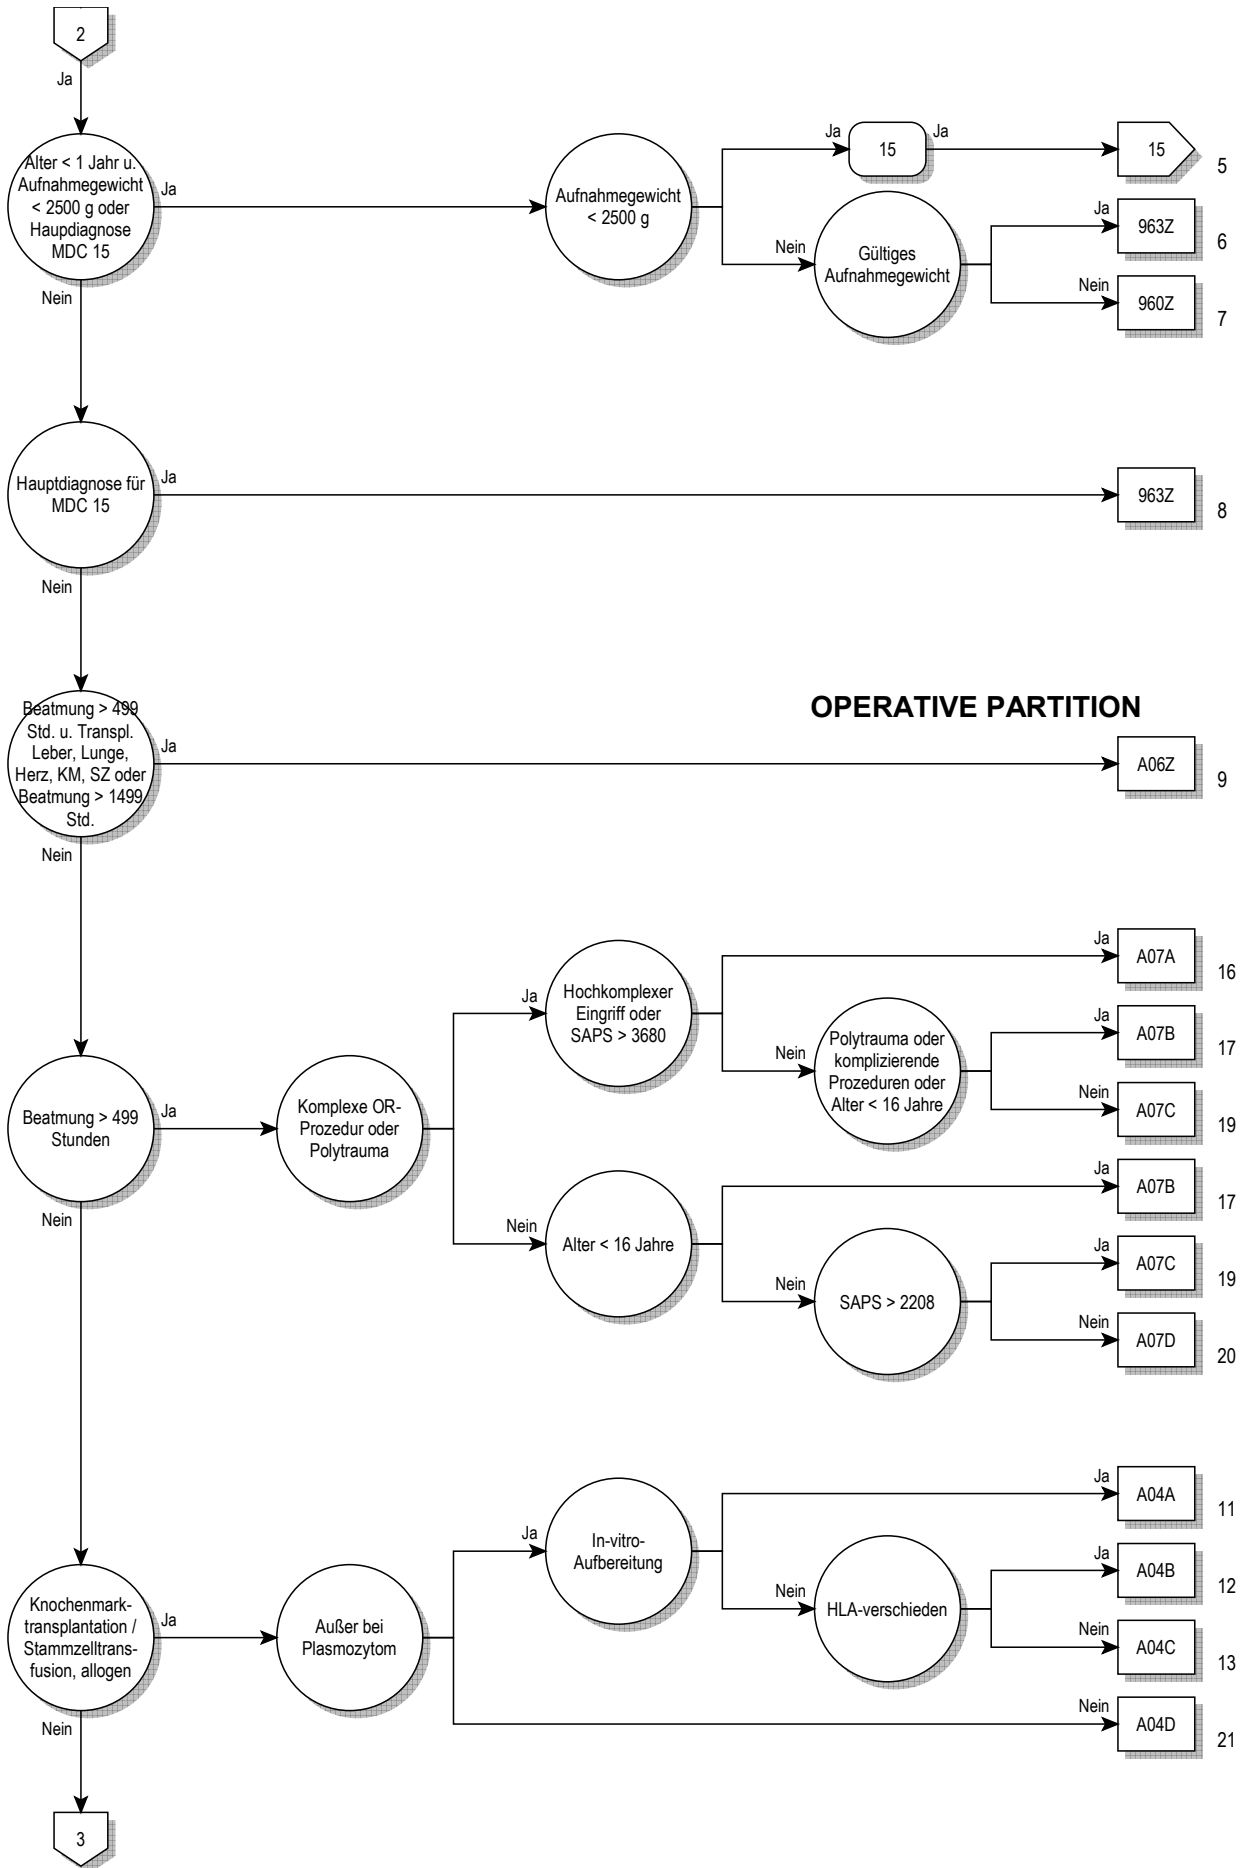 2
Ja
Alter < 1 Jahr u.
Aufnahmegewicht
< 2500 g oder
Haupdiagnose
MDC 15
Ja
Nein
Aufnahmegewicht
< 2500 g
Ja
15
Ja
15
5
Nein
Gültiges
Aufnahmegewicht
Ja
963Z
6
Nein
960Z
7
Hauptdiagnose für
MDC 15
Ja
963Z
8
Nein
OPERATIVE PARTITION
Beatmung > 499
Std. u. Transpl.
Leber, Lunge,
Herz, KM, SZ oder
Beatmung > 1499
Std.
Ja
A06Z
9
Nein
Beatmung > 499
Stunden
Ja
Komplexe OR-
Prozedur oder
Polytrauma
Ja
Hochkomplexer
Eingriff oder
SAPS > 3680
Ja
A07A
16
Nein
Polytrauma oder
komplizierende
Prozeduren oder
Alter < 16 Jahre
Ja
A07B
17
Nein
A07C
19
Nein
Alter < 16 Jahre
Ja
A07B
17
Nein
SAPS > 2208
Ja
A07C
19
Nein
A07D
20
Nein
Knochenmark-
transplantation /
Stammzelltrans-
fusion, allogen
Ja
Außer bei
Plasmozytom
Ja
In-vitro-
Aufbereitung
Ja
A04A
11
Nein
HLA-verschieden
Ja
A04B
12
Nein
A04C
13
Nein
A04D
21
Nein
3